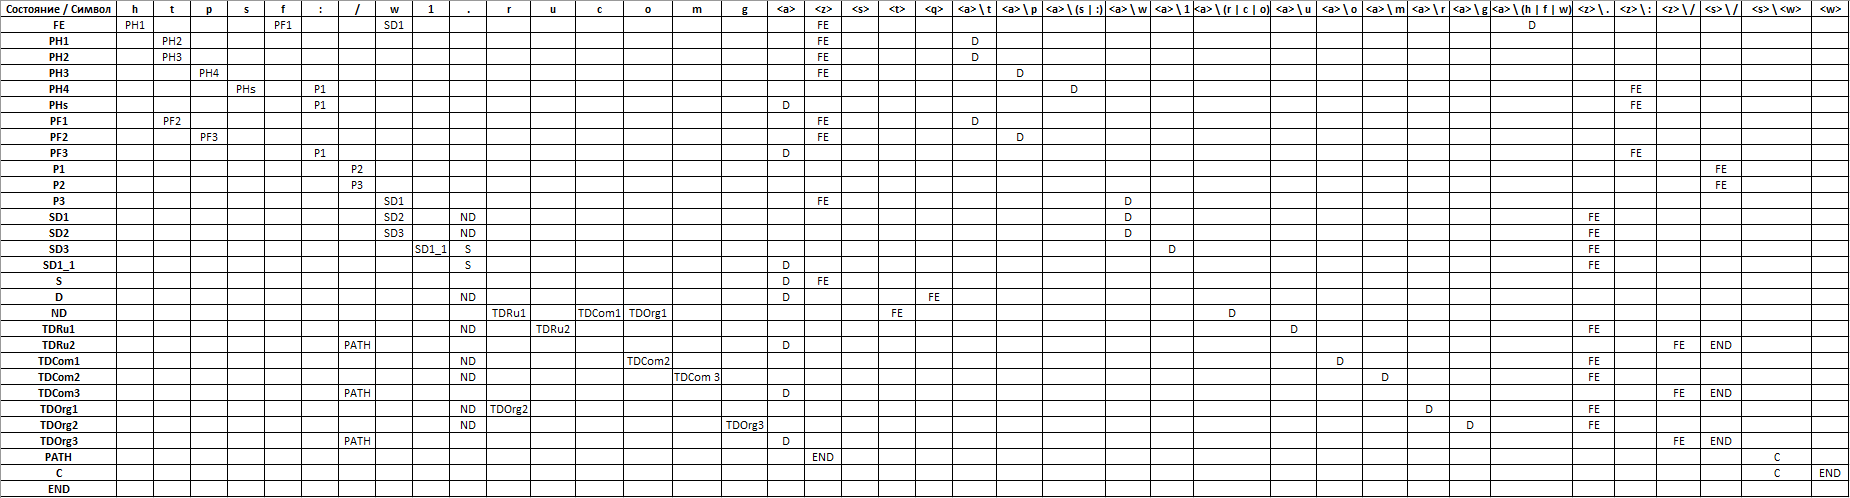 Состояние / Символ h t p s f : / w 1 . r u c o m g <a> <z> <s> <t> <q> <a> \ t <a> \ p <a> \ (s | :) <a> \ w <a> \ 1 <a> \ (r | c | o) <a> \ u <a> \ o <a> \ m <a> \ r <a> \ g <a> \ (h | f | w) <z> \ . <z> \ : <z> \ / <s> \ / <s> \ <w> <w>
FE PH1 PF1 SD1 FE D
PH1 PH2 FE D
PH2 PH3 FE D
PH3 PH4 FE D
PH4 PHs P1 D FE
PHs P1 D FE
PF1 PF2 FE D
PF2 PF3 FE D
PF3 P1 D FE
P1 P2 FE
P2 P3 FE
P3 SD1 FE D
SD1 SD2 ND D FE
SD2 SD3 ND D FE
SD3 SD1_1 S D FE
SD1_1 S D FE
S D FE
D ND D FE
ND TDRu1 TDCom1 TDOrg1 FE D
TDRu1 ND TDRu2 D FE
TDRu2 PATH D FE END
TDCom1 ND TDCom2 D FE
TDCom2 ND TDCom 3 D FE
TDCom3 PATH D FE END
TDOrg1 ND TDOrg2 D FE
TDOrg2 ND TDOrg3 D FE
TDOrg3 PATH D FE END
PATH END C
C C END
END